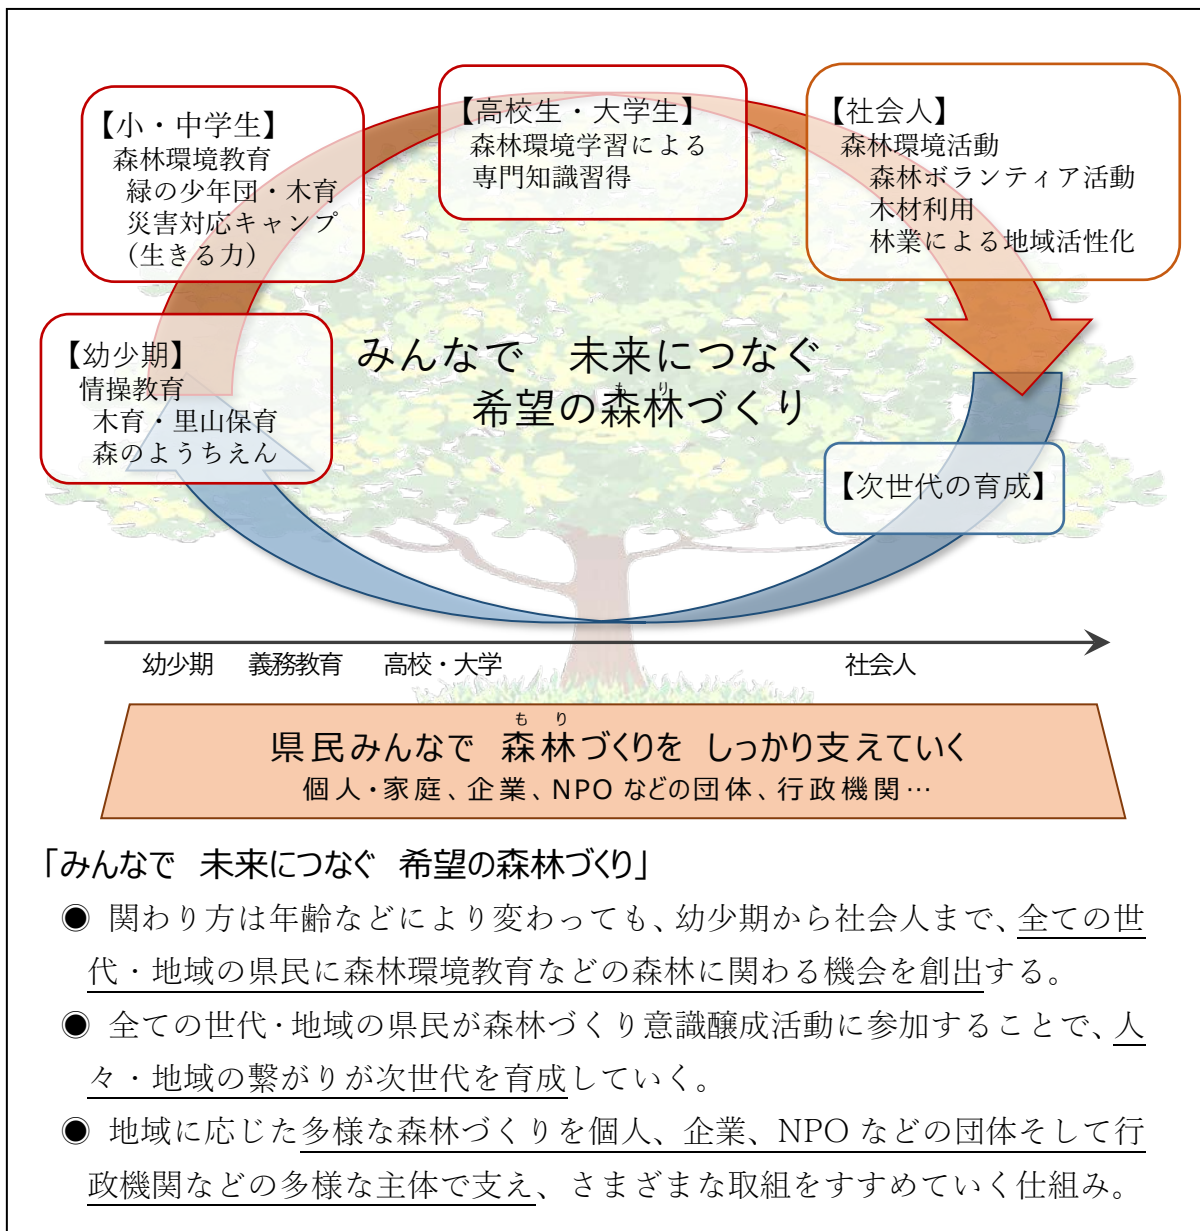 【小・中学生】
森林環境教育
緑の少年団・木育
災害対応キャンプ
（生きる力）
【高校生・大学生】
森林環境学習による
専門知識習得
【社会人】
森林環境活動
森林ボランティア活動
木材利用
林業による地域活性化
【幼少期】
情操教育
木育・里山保育
森のようちえん
みんなで　未来につなぐ
もり
希望の森林づくり
【次世代の育成】
幼少期　義務教育　高校・大学　社会人
もり
県民みんなで　森林づくりを　しっかり支えていく
個人・家庭、企業、NPO などの団体、行政機関…
「みんなで　未来につなぐ　希望の森林づくり」
◉ 関わり方は年齢などにより変わっても、幼少期から社会人まで、全ての世
代・地域の県民に森林環境教育などの森林に関わる機会を創出する。
◉ 全ての世代・地域の県民が森林づくり意識醸成活動に参加することで、人
々・地域の繋がりが次世代を育成していく。
◉ 地域に応じた多様な森林づくりを個人、企業、NPO などの団体そして行
政機関などの多様な主体で支え、さまざまな取組をすすめていく仕組み。